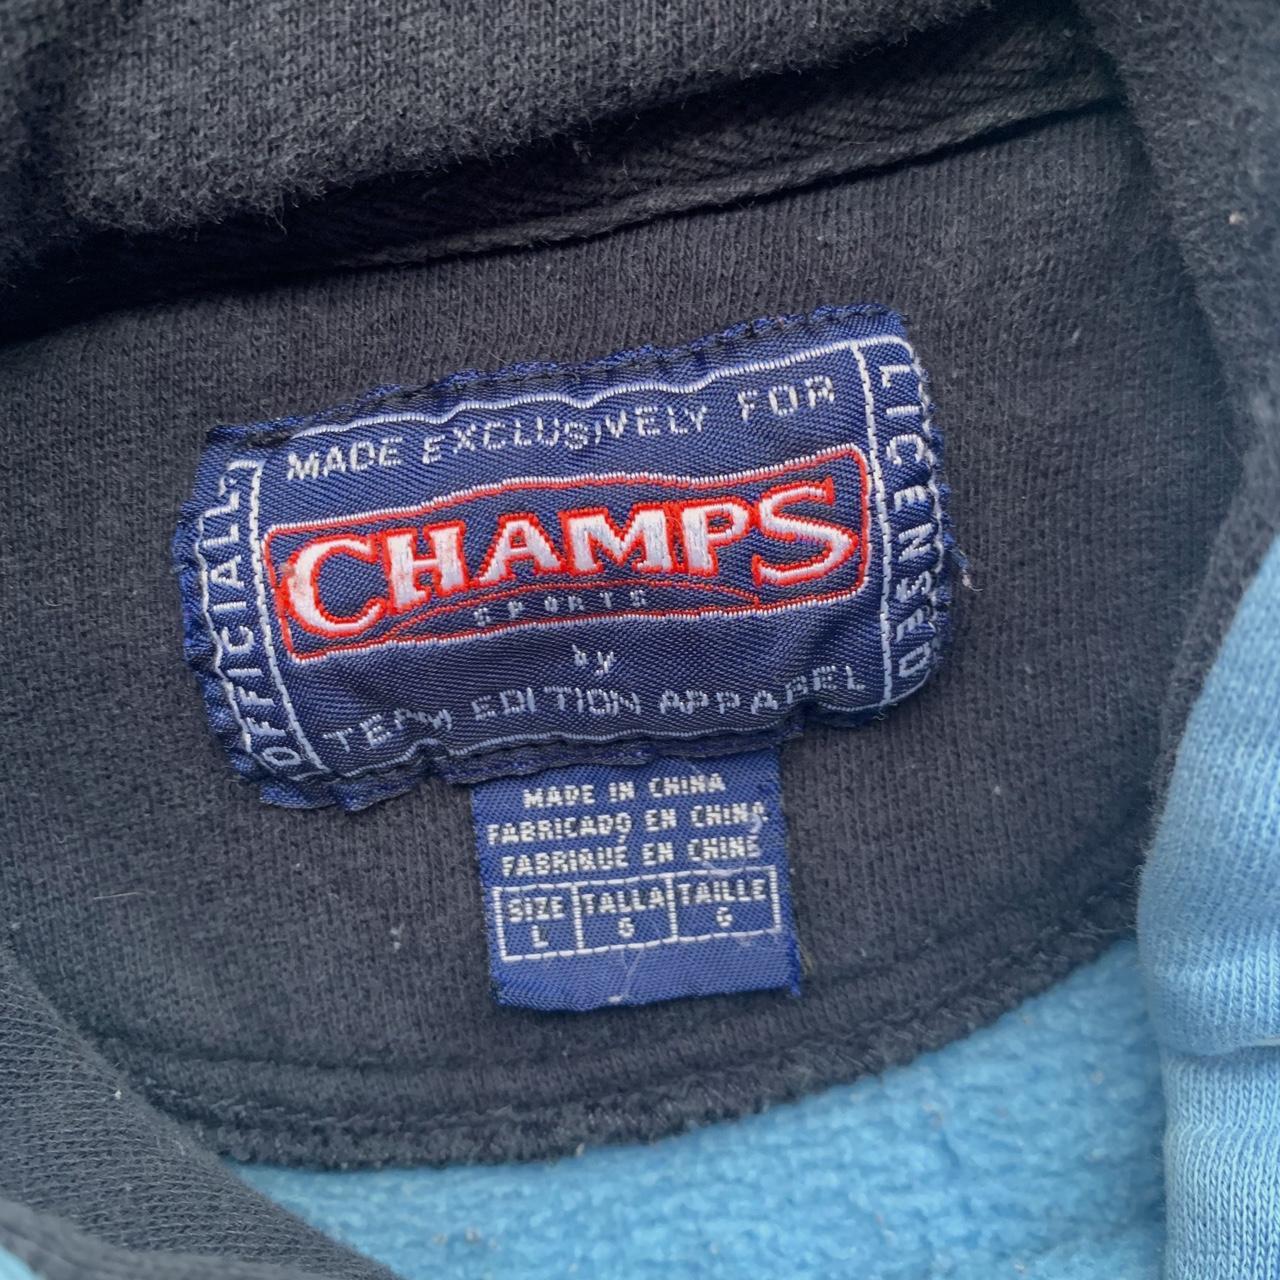 MADE EXCLUSIVELY FOR
OFFICIALLY
CHAMPS
SPORTS
LICENSED
by
TEAM EDITION APPAREL
MADE IN CHINA
FABRICADO EN CHINA
FABRIQUÉ EN CHINE
SIZE TALLA TAILLE
L G G